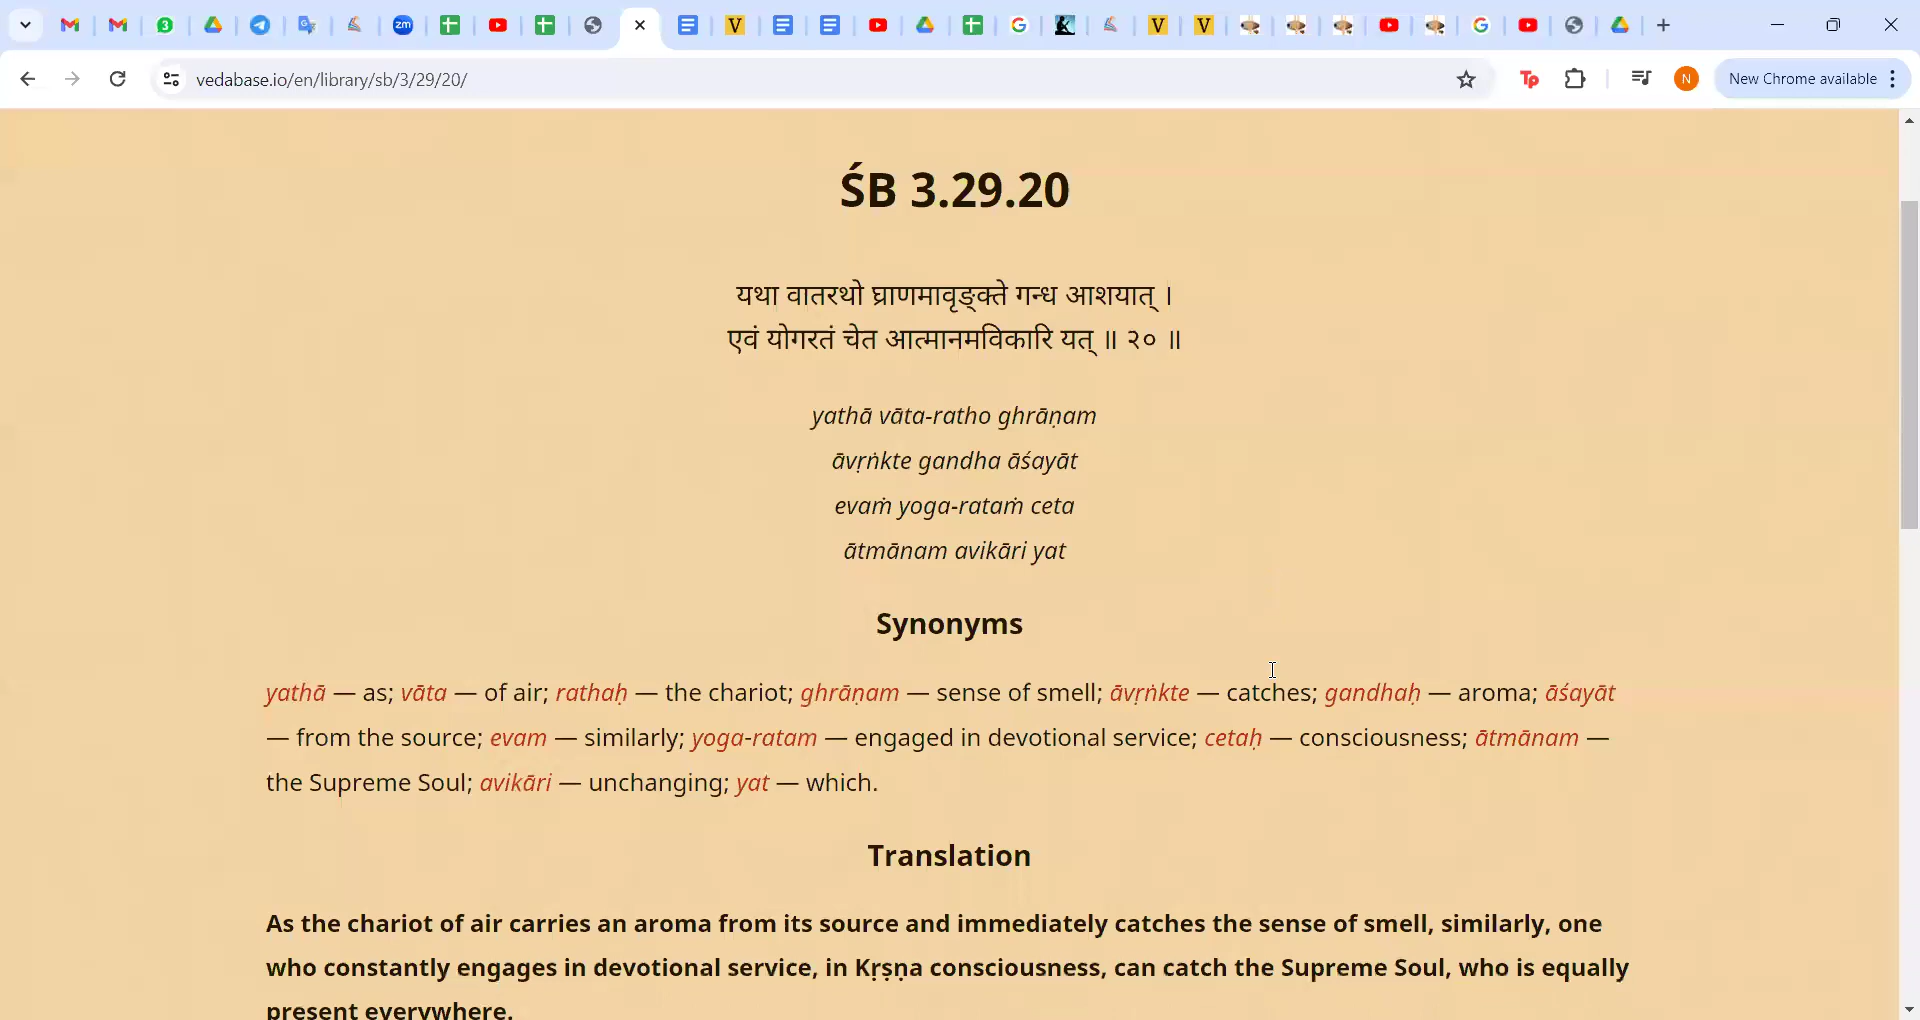 zm
vedabase.io/en/library/sb/3/29/20/
Tp
N
New Chrome available
ŚB 3.29.20
यथा वातरथो घ्राणमावृङ्क्ते गन्ध आशयात् ।
एवं योगरतं चेत आत्मानमविकारि यत् ॥ २० ॥
yathā vāta-ratho ghrāṇam
āvṛṅkte gandha āśayāt
evaṁ yoga-rataṁ ceta
ātmānam avikāri yat
Synonyms
yathā — as; vāta — of air; rathaḥ — the chariot; ghrāṇam — sense of smell; āvṛṅkte — catches; gandhaḥ — aroma; āśayāt
— from the source; evam — similarly; yoga-ratam — engaged in devotional service; cetaḥ — consciousness; ātmānam —
the Supreme Soul; avikāri — unchanging; yat — which.
Translation
As the chariot of air carries an aroma from its source and immediately catches the sense of smell, similarly, one
who constantly engages in devotional service, in Kṛṣṇa consciousness, can catch the Supreme Soul, who is equally
present everywhere.